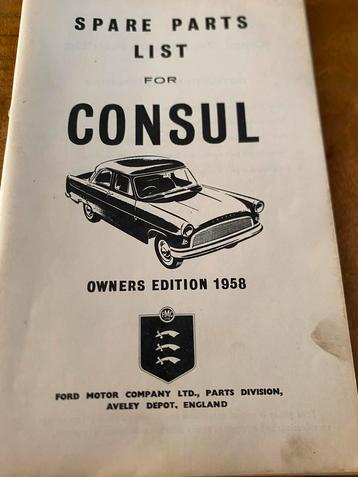 SPARE PARTS
LIST
FOR
CONSUL
OWNERS EDITION 1958
FORD MOTOR COMPANY LTD., PARTS DIVISION,
AVELEY DEPOT, ENGLAND